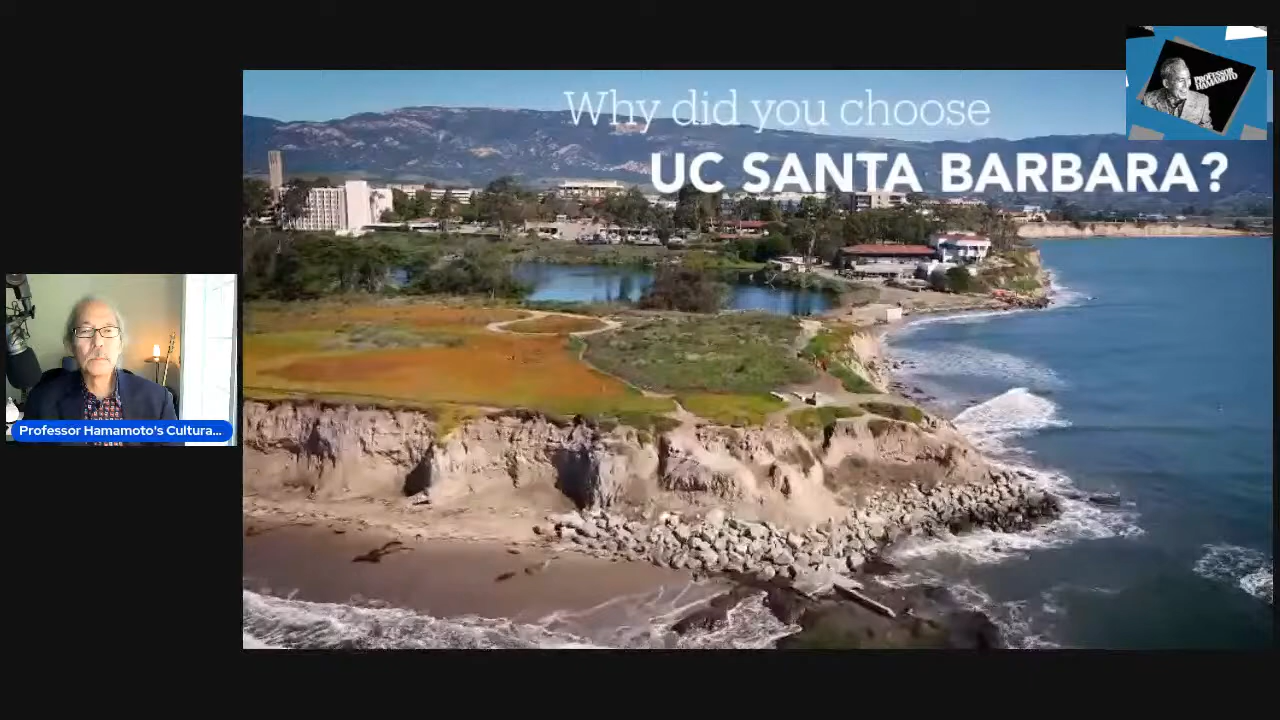 Why did you choose
UC SANTA BARBARA?
PROFESSOR
HAMAMOTO
Professor Hamamoto's Cultura...